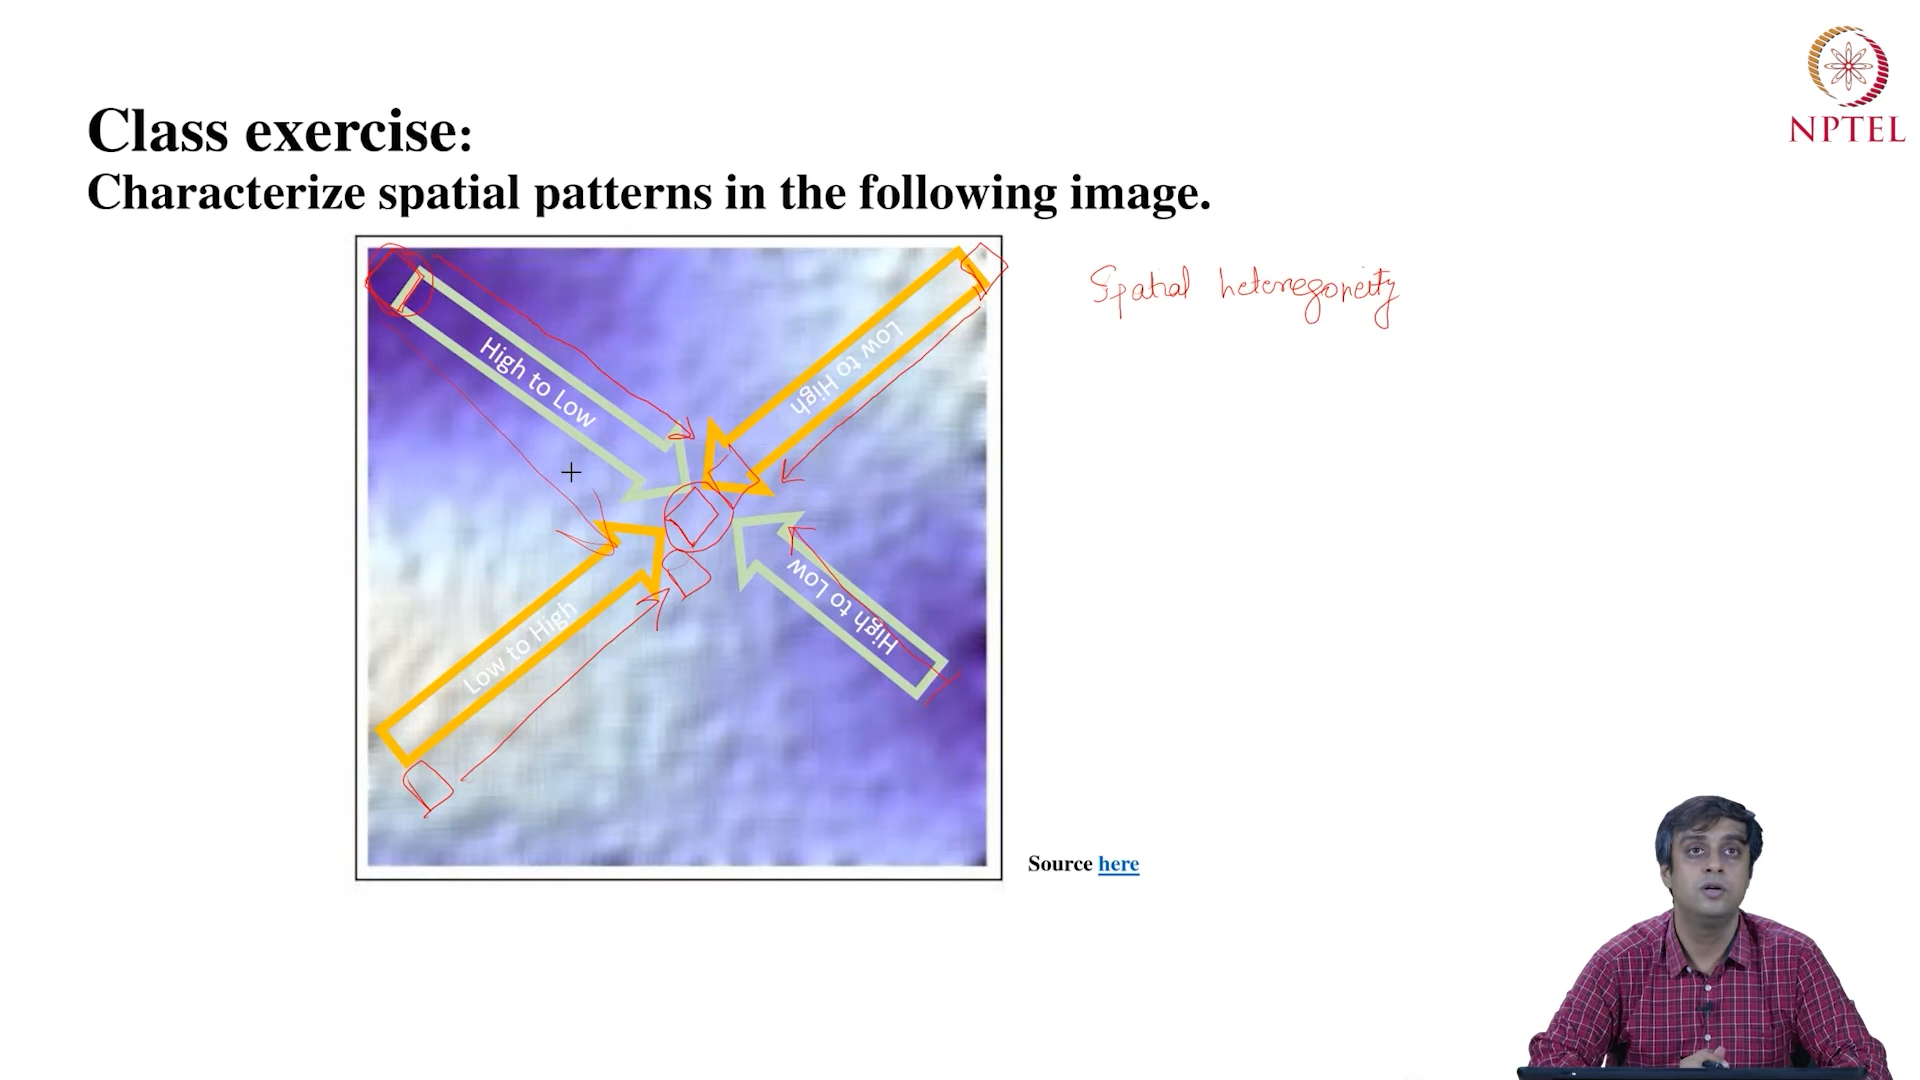 NPTEL
Class exercise:
Characterize spatial patterns in the following image.
High to Low
Low to High
Spatial heteregoneity
Low to High
High to Low
Source here